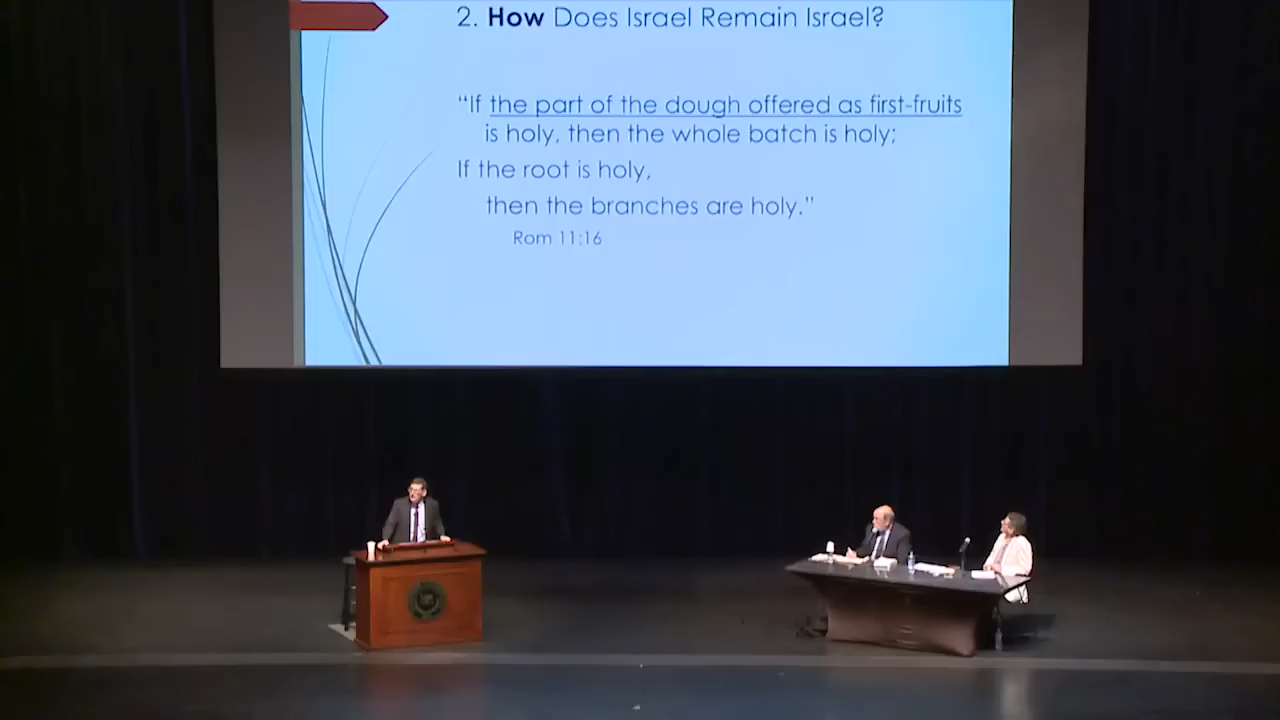 2. How Does Israel Remain Israel?
“If the part of the dough offered as first-fruits
is holy, then the whole batch is holy;
If the root is holy,
then the branches are holy.”
Rom 11:16